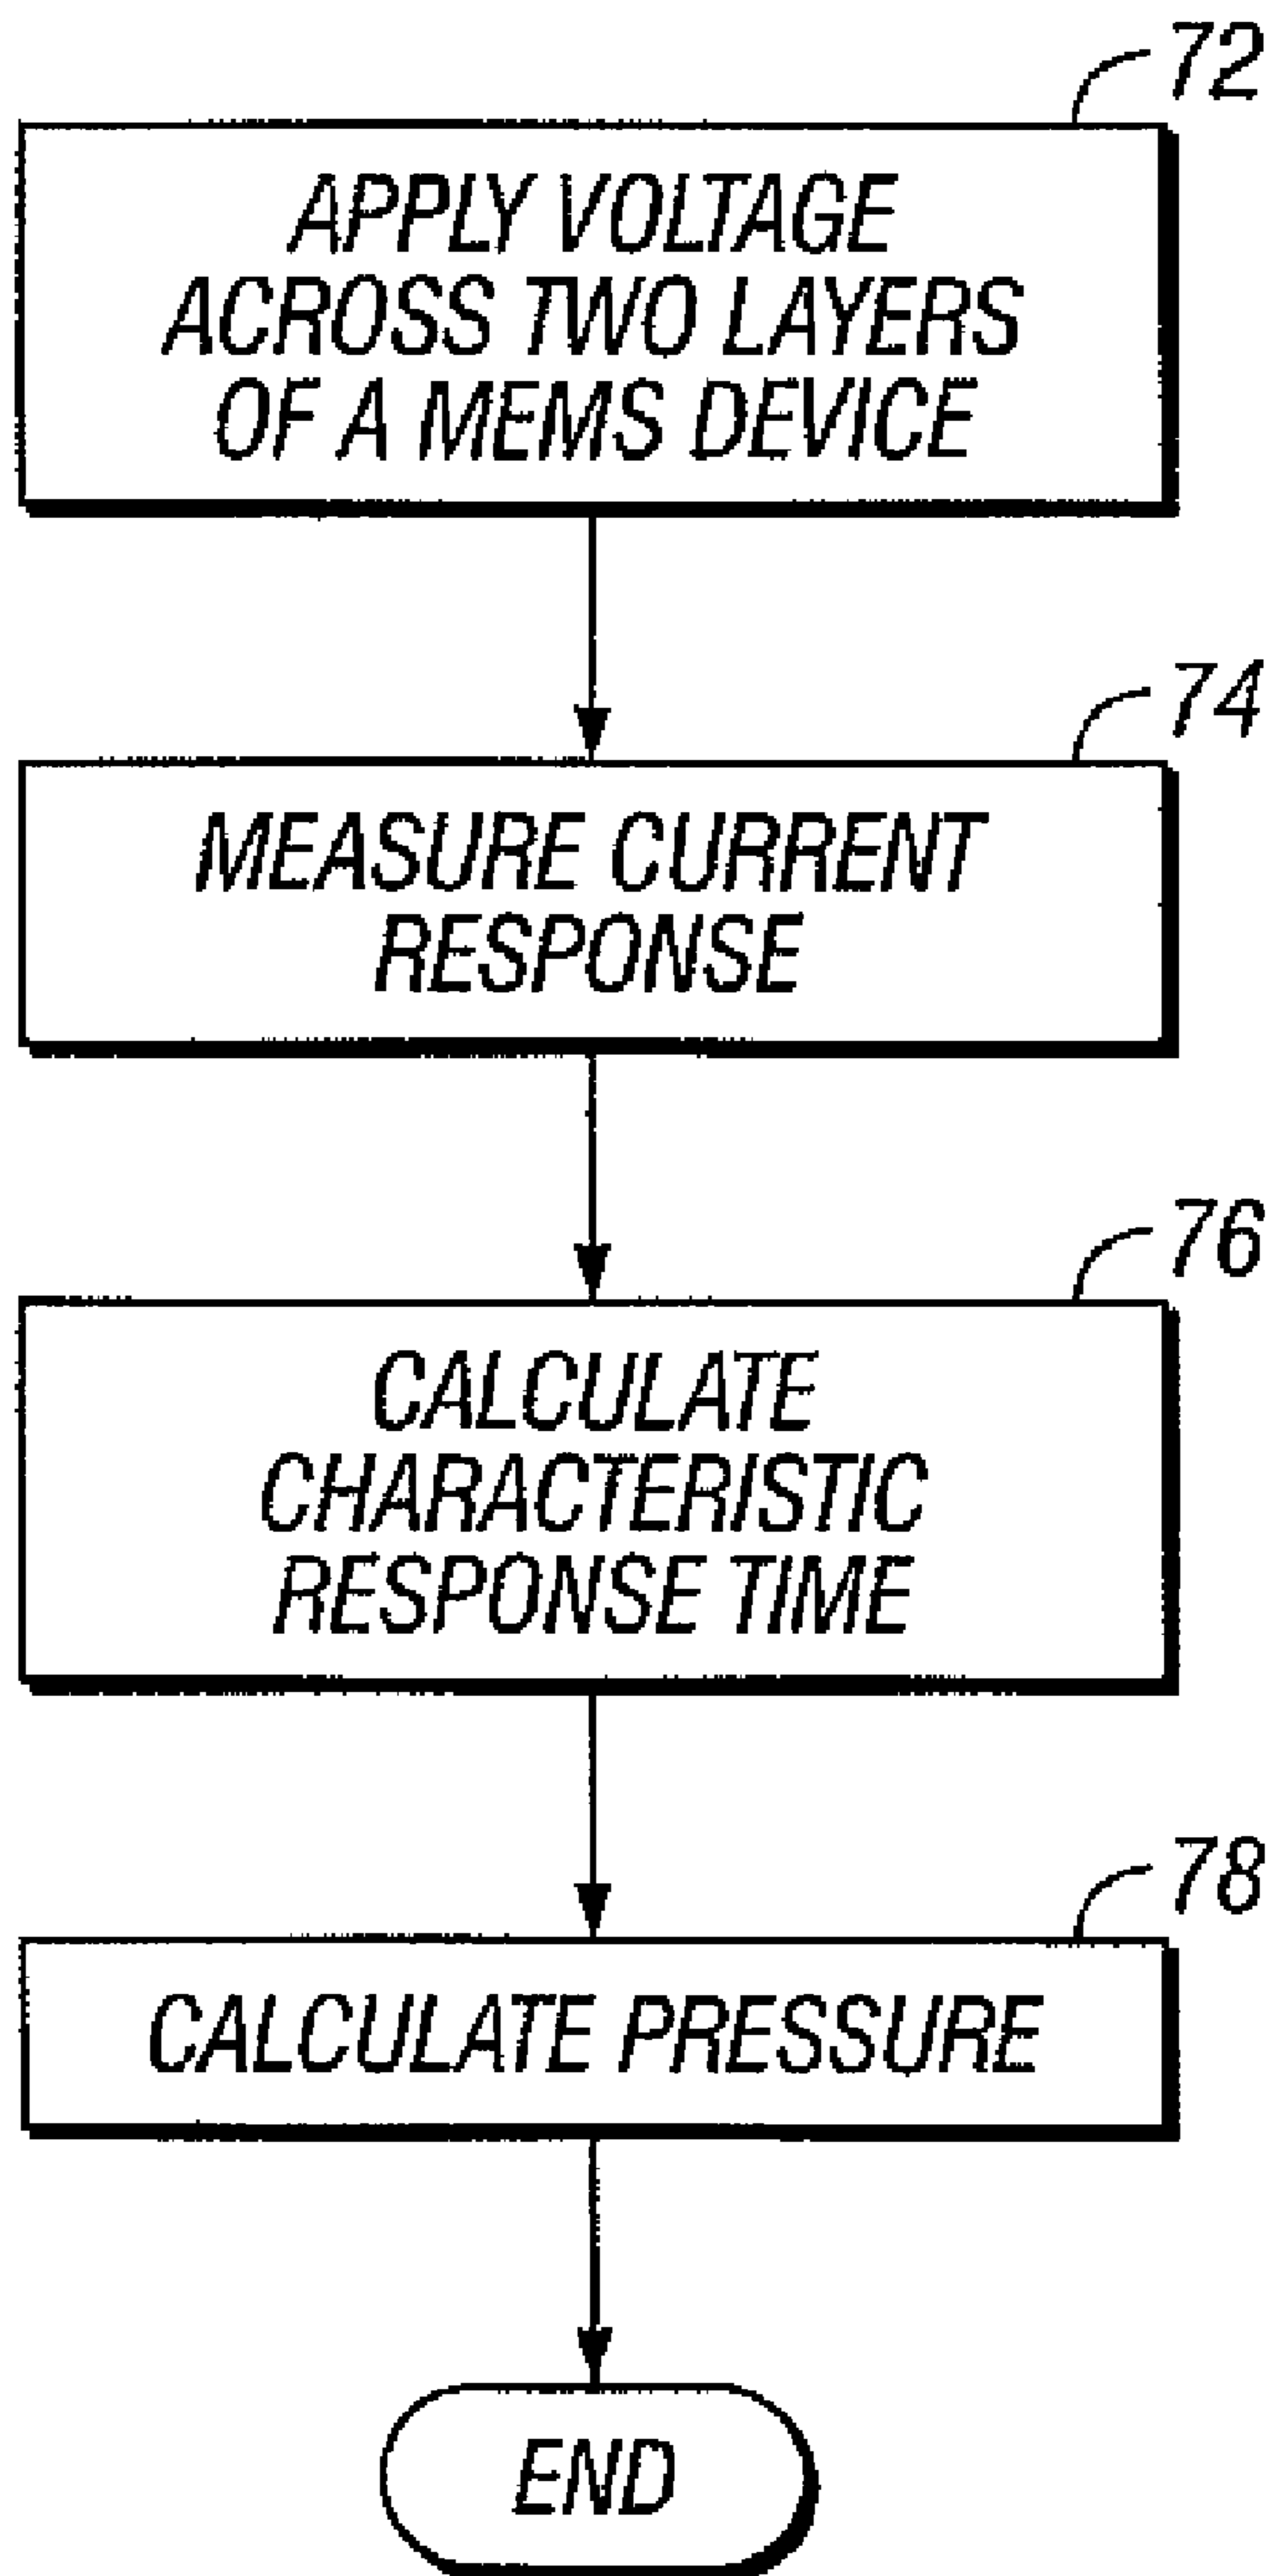 72
APPLY VOLTAGE
ACROSS TWO LAYERS
OF A MEMS DEVICE
74
MEASURE CURRENT
RESPONSE
76
CALCULATE
CHARACTERISTIC
RESPONSE TIME
78
CALCULATE PRESSURE
END